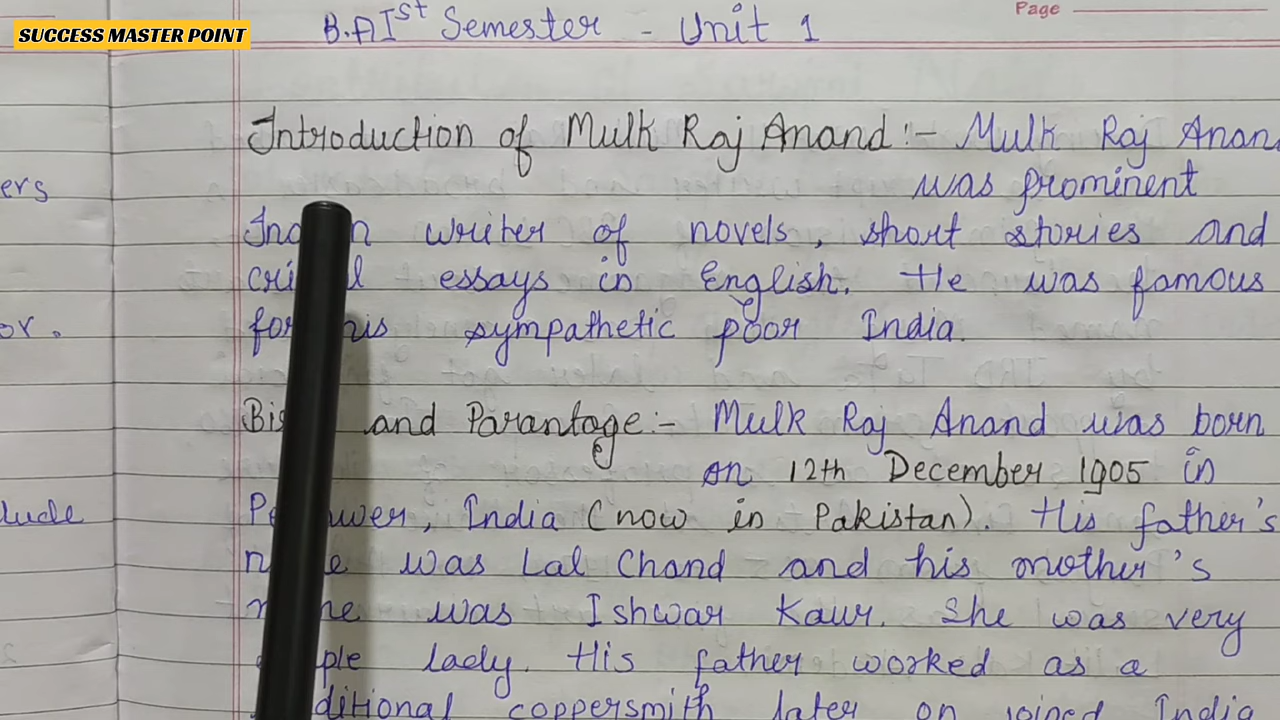 SUCCESS MASTER POINT
Page
B.A Ist Semester - Unit 1
Introduction of Mulk Raj Anand :- Mulk Raj Anan
was prominent
writer of novels, short stories and
essays in English. He was famous
for his sympathetic poor India.
and Parantage :- Mulk Raj Anand was born
on 12th December 1905 in
India (now in Pakistan). His father's
was Lal Chand and his mother's
was Ishwar Kaur. She was very
lady. His father worked as a
coppersmith later on joined India
ers
or.
lude